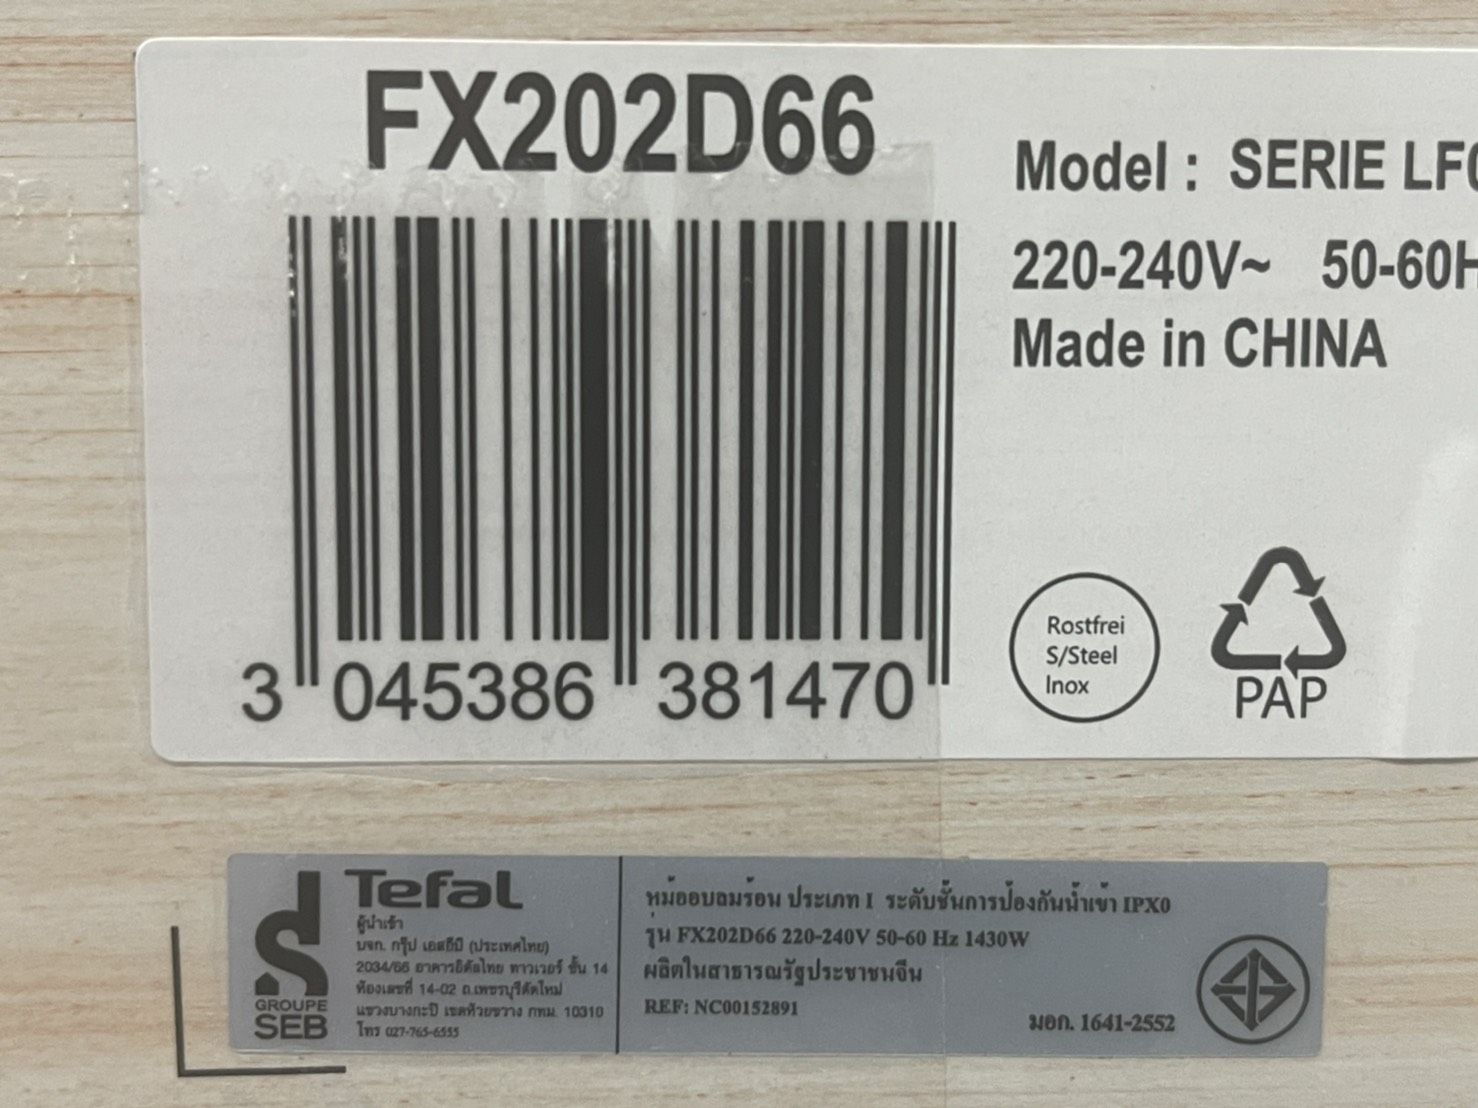 FX202D66
Model : SERIE LF0
220-240V~ 50-60H
Made in CHINA
3 045386 381470
Rostfrei
S/Steel
Inox
PAP
Tefal
GROUPE
SEB
ผู้นำเข้า
บจก. กรุ๊ป เอสอีบี (ประเทศไทย)
2034/66 อาคารอิตัลไทย ทาวเวอร์ ชั้น 14
ห้องเลขที่ 14-02 ถ.เพชรบุรีตัดใหม่
แขวงบางกะปิ เขตห้วยขวาง กทม. 10310
โทร 027-765-6555
หม้ออบลมร้อน ประเภท I ระดับชั้นการป้องกันน้ำเข้า IPX0
รุ่น FX202D66 220-240V 50-60 Hz 1430W
ผลิตในสาธารณรัฐประชาชนจีน
REF: NC00152891
มอก. 1641-2552